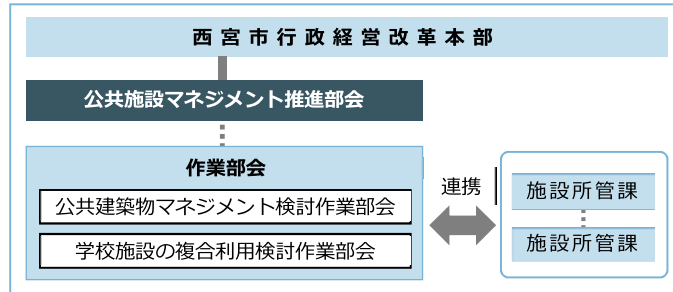 西宮市行政経営改革本部
公共施設マネジメント推進部会
作業部会
公共建築物マネジメント検討作業部会
学校施設の複合利用検討作業部会
連携
施設所管課
施設所管課